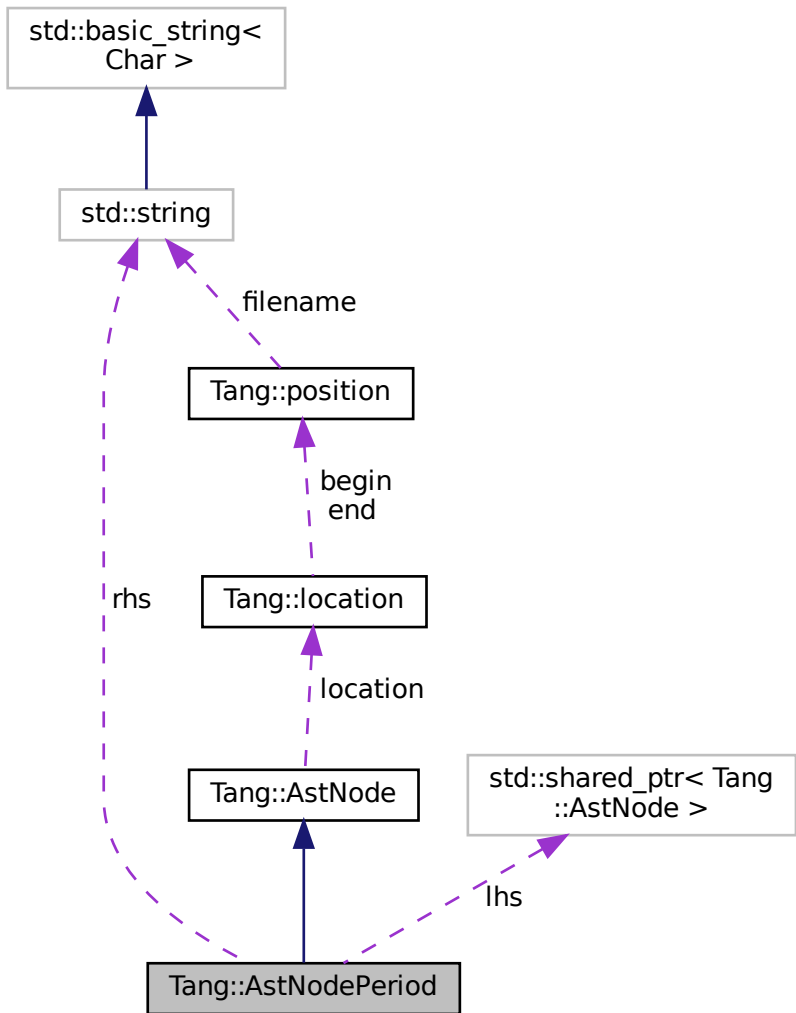 std::basic_string<
Char >
std::string
filename
Tang::position
begin
end
Tang::location
rhs
location
Tang::AstNode
std::shared_ptr< Tang
::AstNode >
lhs
Tang::AstNodePeriod